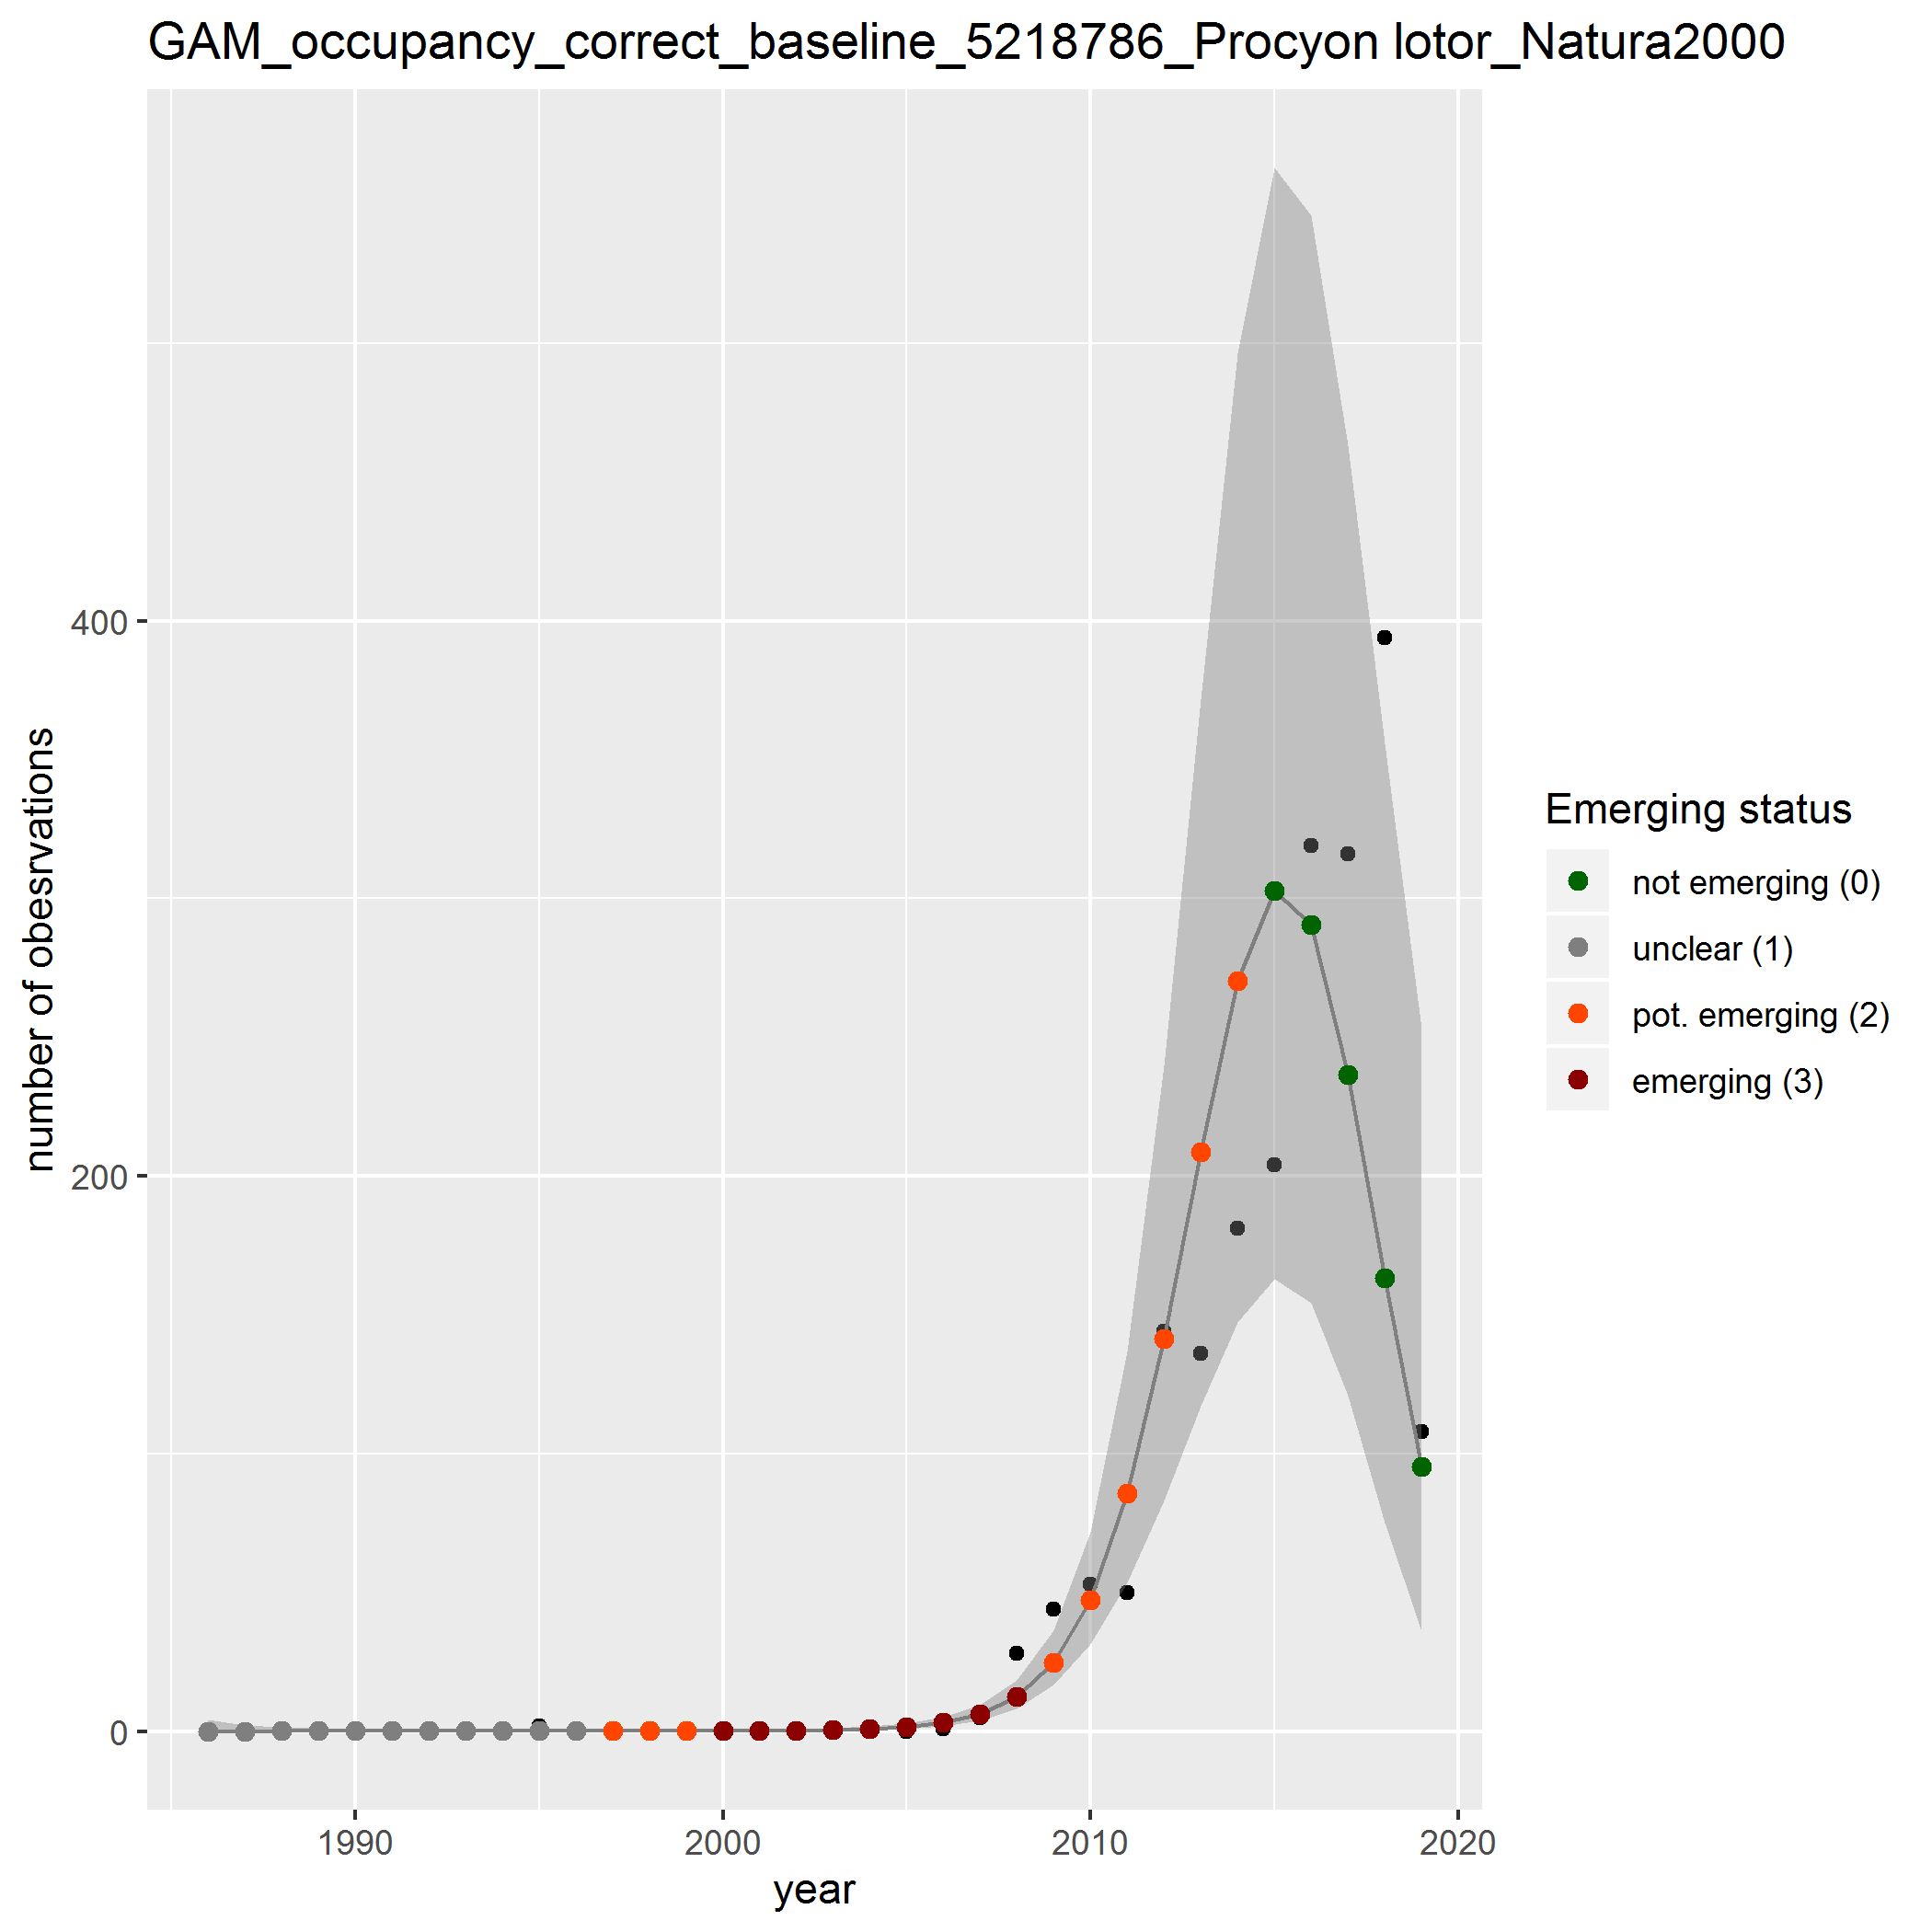 GAM_occupancy_correct_baseline_5218786_Procyon lotor_Natura2000
number of obesrvations
400
200
0
1990
2000
2010
2020
year
Emerging status
not emerging (0)
unclear (1)
pot. emerging (2)
emerging (3)